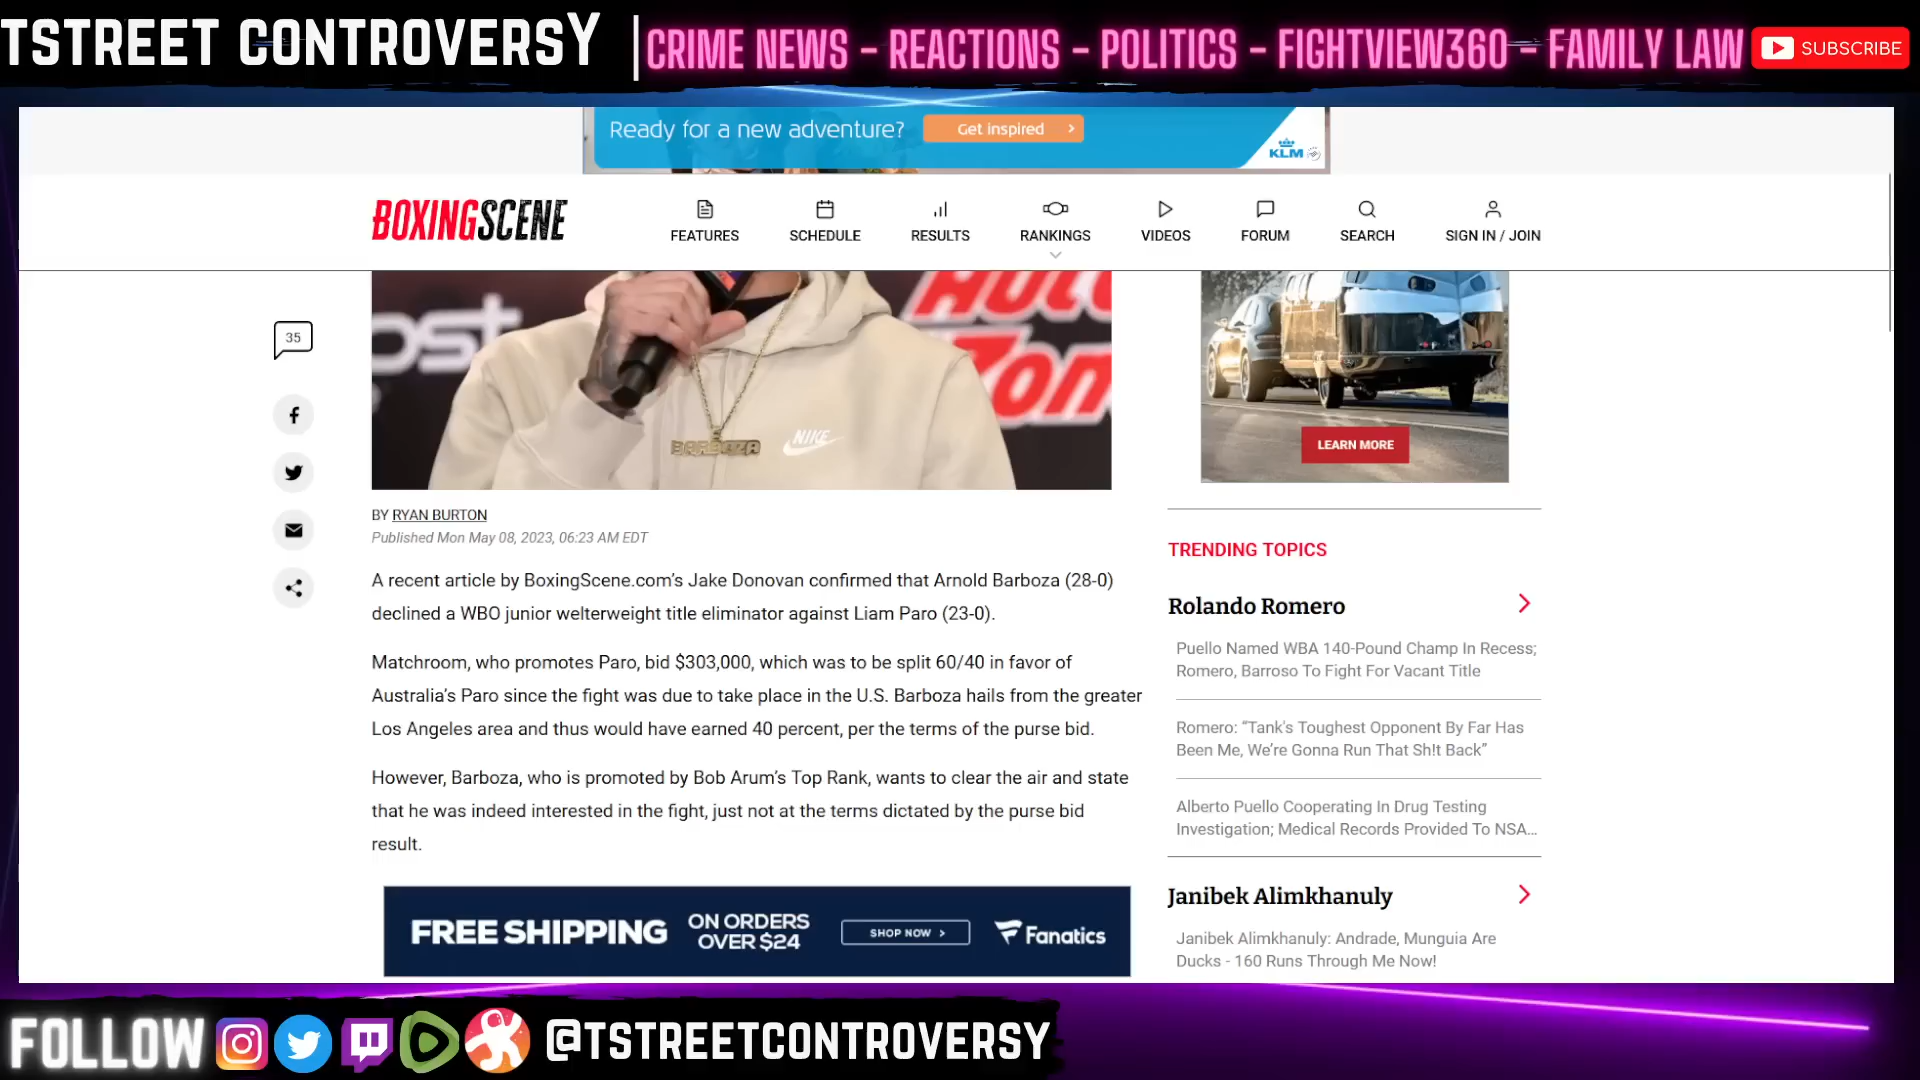 TSTREET CONTROVERSY
CRIME NEWS - REACTIONS - POLITICS - FIGHTVIEW360 - FAMILY LAW
SUBSCRIBE
Ready for a new adventure?
Get inspired
KLM
BOXINGSCENE
FEATURES
SCHEDULE
RESULTS
RANKINGS
VIDEOS
FORUM
SEARCH
SIGN IN / JOIN
35
BARBOZA
NIKE
LEARN MORE
BY RYAN BURTON
Published Mon May 08, 2023, 06:23 AM EDT
A recent article by BoxingScene.com's Jake Donovan confirmed that Arnold Barboza (28-0)
declined a WBO junior welterweight title eliminator against Liam Paro (23-0).
Matchroom, who promotes Paro, bid $303,000, which was to be split 60/40 in favor of
Australia's Paro since the fight was due to take place in the U.S. Barboza hails from the greater
Los Angeles area and thus would have earned 40 percent, per the terms of the purse bid.
However, Barboza, who is promoted by Bob Arum's Top Rank, wants to clear the air and state
that he was indeed interested in the fight, just not at the terms dictated by the purse bid
result.
FREE SHIPPING
ON ORDERS
OVER $24
SHOP NOW >
Fanatics
TRENDING TOPICS
Rolando Romero
Puello Named WBA 140-Pound Champ In Recess;
Romero, Barroso To Fight For Vacant Title
Romero: “Tank's Toughest Opponent By Far Has
Been Me, We’re Gonna Run That Sh!t Back”
Alberto Puello Cooperating In Drug Testing
Investigation; Medical Records Provided To NSA...
Janibek Alimkhanuly
Janibek Alimkhanuly: Andrade, Munguia Are
Ducks - 160 Runs Through Me Now!
FOLLOW
@TSTREETCONTROVERSY